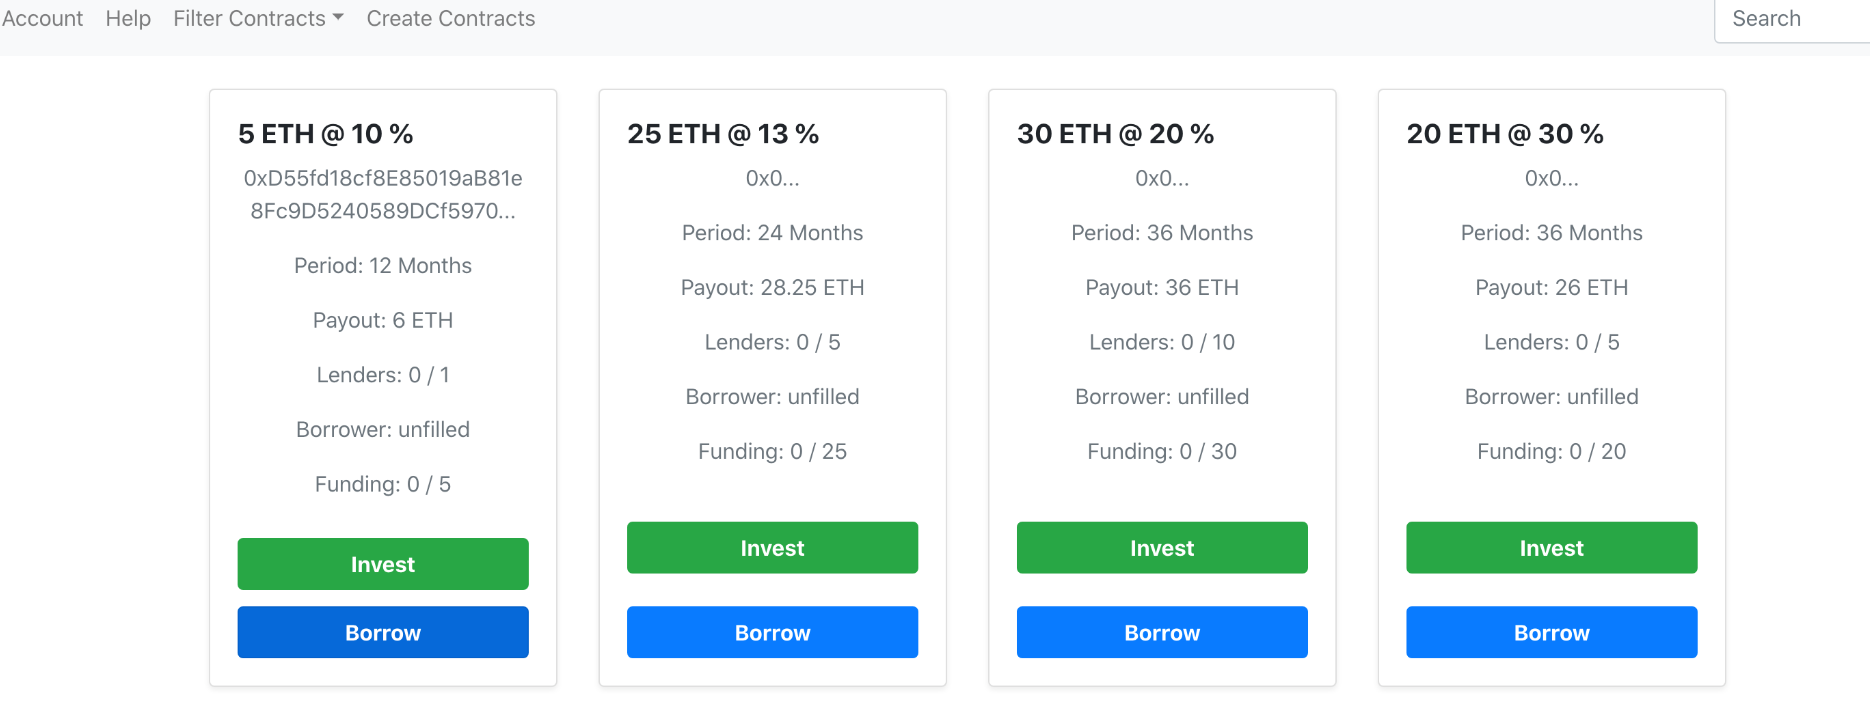 Account Help Filter Contracts Create Contracts Search
5 ETH @ 10 %
0xD55fd18cf8E85019aB81e
8Fc9D5240589DCf5970...
Period: 12 Months
Payout: 6 ETH
Lenders: 0 / 1
Borrower: unfilled
Funding: 0 / 5
Invest
Borrow
25 ETH @ 13 %
0x0...
Period: 24 Months
Payout: 28.25 ETH
Lenders: 0 / 5
Borrower: unfilled
Funding: 0 / 25
Invest
Borrow
30 ETH @ 20 %
0x0...
Period: 36 Months
Payout: 36 ETH
Lenders: 0 / 10
Borrower: unfilled
Funding: 0 / 30
Invest
Borrow
20 ETH @ 30 %
0x0...
Period: 36 Months
Payout: 26 ETH
Lenders: 0 / 5
Borrower: unfilled
Funding: 0 / 20
Invest
Borrow